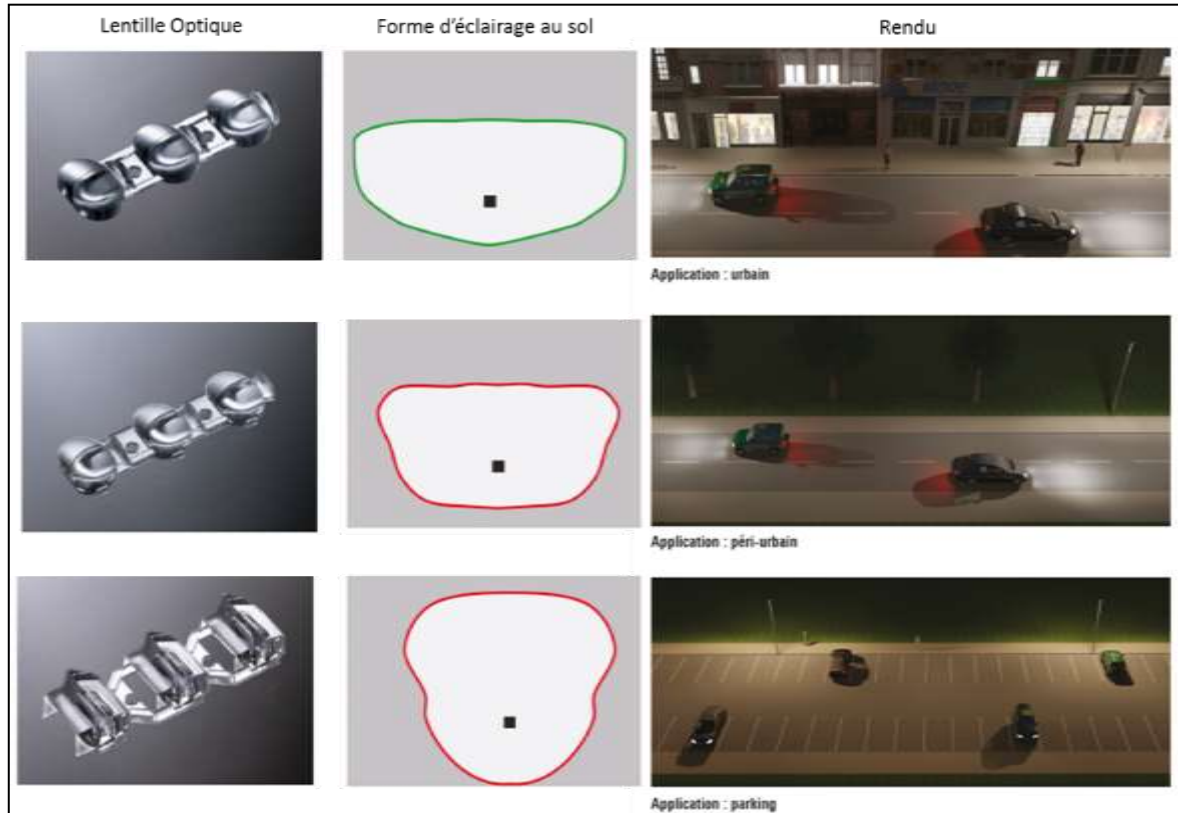 Lentille Optique
Forme d'éclairage au sol
Rendu
Application : urbain
Application : péri-urbain
Application : parking